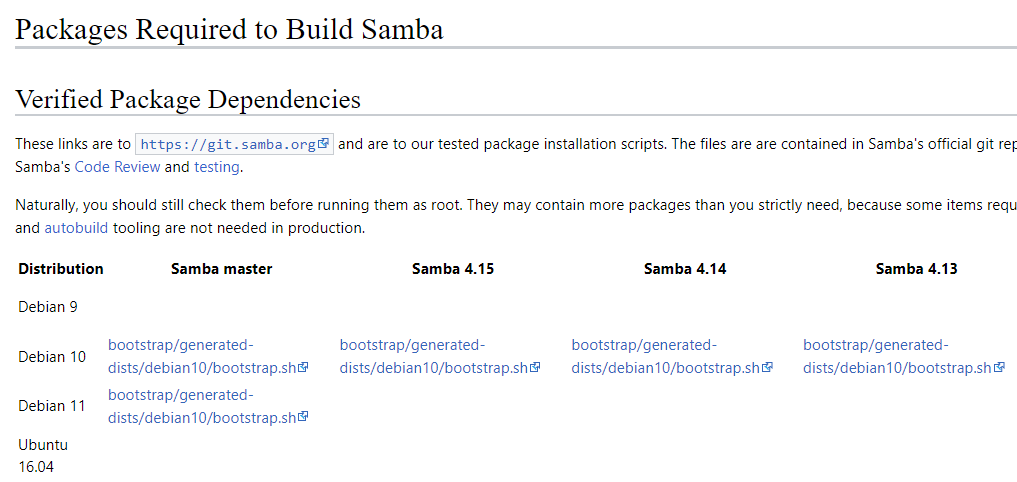 Packages Required to Build Samba
Verified Package Dependencies
These links are to https://git.samba.org and are to our tested package installation scripts. The files are are contained in Samba's official git
Samba's Code Review and testing.
Naturally, you should still check them before running them as root. They may contain more packages than you strictly need, because some items
and autobuild tooling are not needed in production.
Distribution Samba master Samba 4.15 Samba 4.14 Samba 4.13
Debian 9
bootstrap/generated- bootstrap/generated- bootstrap/generated- bootstrap/generated-
Debian 10
dists/debian10/bootstrap.sh dists/debian10/bootstrap.sh dists/debian10/bootstrap.sh dists/debian10/bootstrap.sh
bootstrap/generated-
Debian 11
dists/debian10/bootstrap.sh
Ubuntu
16.04